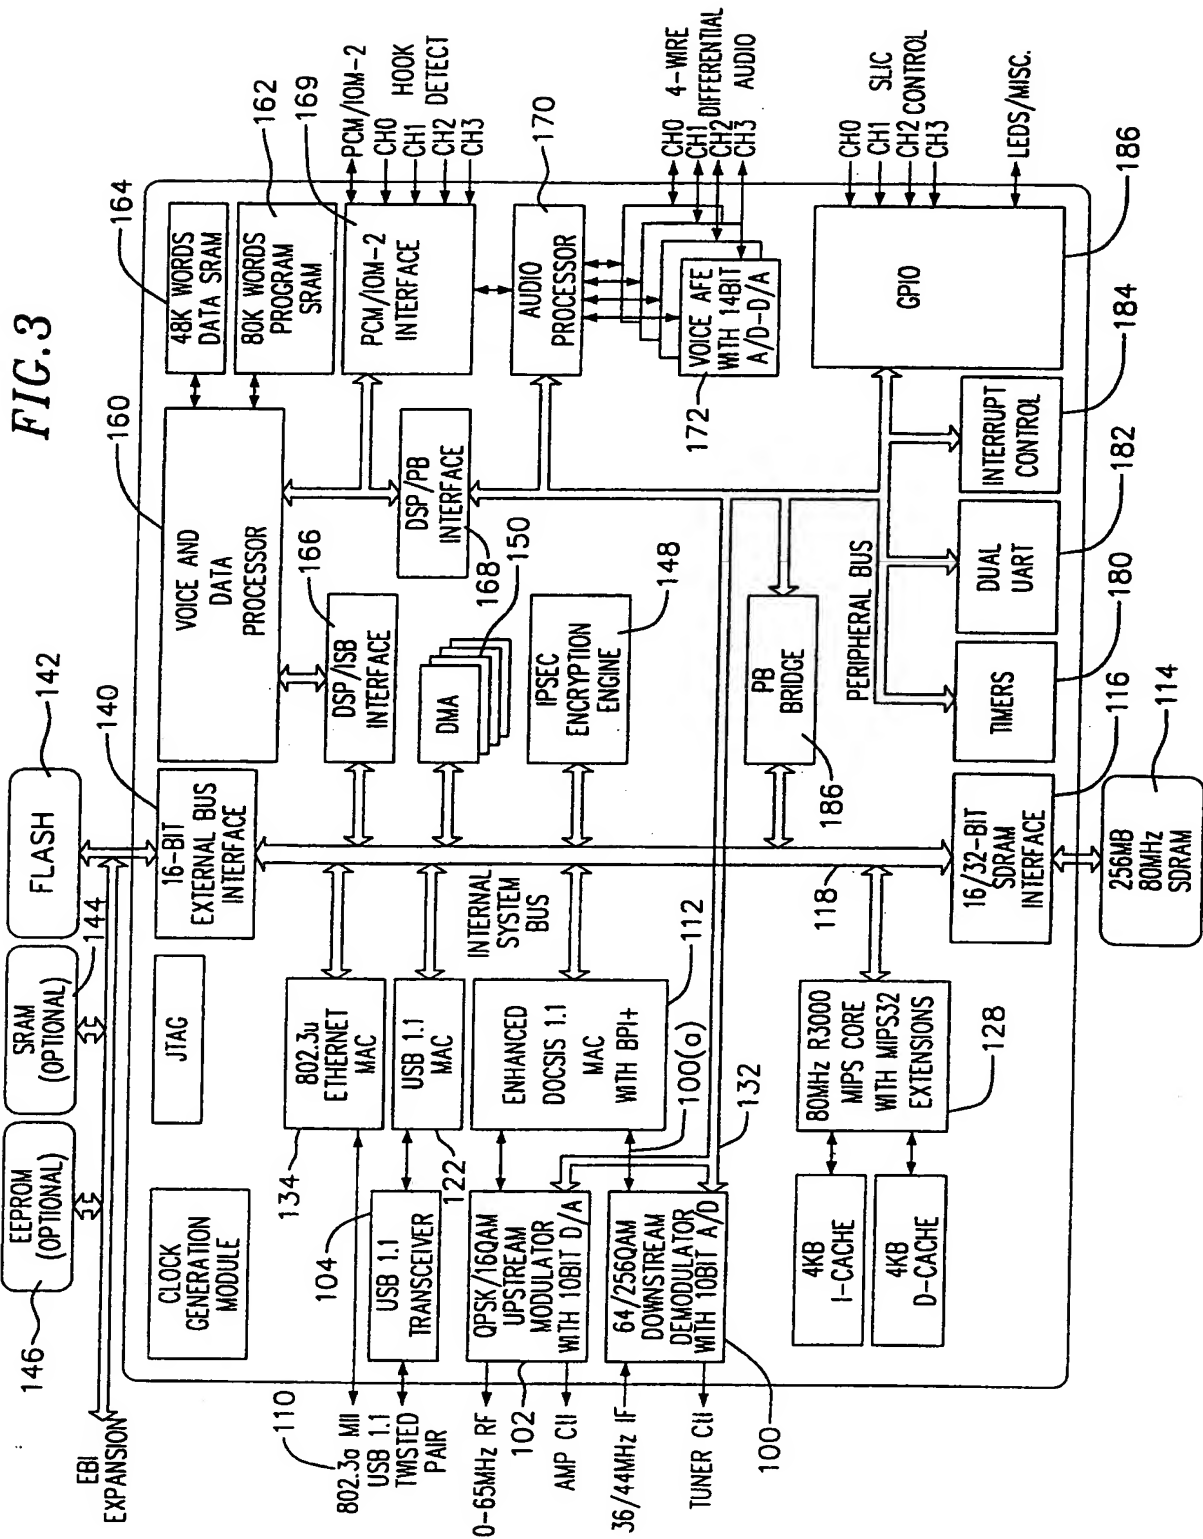 FIG.3
146
EEPROM
(OPTIONAL)
SRAM
(OPTIONAL)
144
FLASH
142
EBI
EXPANSION
CLOCK
GENERATION
MODULE
JTAG
16-BIT
EXTERNAL BUS
INTERFACE
140
VOICE AND
DATA
PROCESSOR
160
48K WORDS
DATA SRAM
164
80K WORDS
PROGRAM
SRAM
162
PCM/IOM-2
INTERFACE
169
PCM/IOM-2
CH0
CH1
CH2
CH3
HOOK
DETECT
110
802.3u MII
USB 1.1
TWISTED
PAIR
104
USB 1.1
TRANSCEIVER
134
802.3u
ETHERNET
MAC
USB 1.1
MAC
122
DSP/ISB
INTERFACE
166
DSP/PB
INTERFACE
168
DMA
150
AUDIO
PROCESSOR
170
INTERNAL
SYSTEM
BUS
0-65MHz RF
102
AMP Ctl
QPSK/16QAM
UPSTREAM
MODULATOR
WITH 10BIT D/A
ENHANCED
DOCSIS 1.1
MAC
WITH BPI+
112
100(a)
IPSEC
ENCRYPTION
ENGINE
148
VOICE AFE
WITH 14BIT
A/D-D/A
172
CH0
CH1
CH2
CH3
4-WIRE
DIFFERENTIAL
AUDIO
36/44MHz IF
TUNER Ctl
64/256QAM
DOWNSTREAM
DEMODULATOR
WITH 10BIT A/D
100
132
PB
BRIDGE
186
118
PERIPHERAL BUS
GPIO
CH0
CH1
CH2
CH3
SLIC
CONTROL
LEDS/MISC.
186
4KB
I-CACHE
4KB
D-CACHE
80MHz R3000
MIPS CORE
WITH MIPS32
EXTENSIONS
128
16/32-BIT
SDRAM
INTERFACE
116
TIMERS
180
DUAL
UART
182
INTERRUPT
CONTROL
184
256MB
80MHz
SDRAM
114